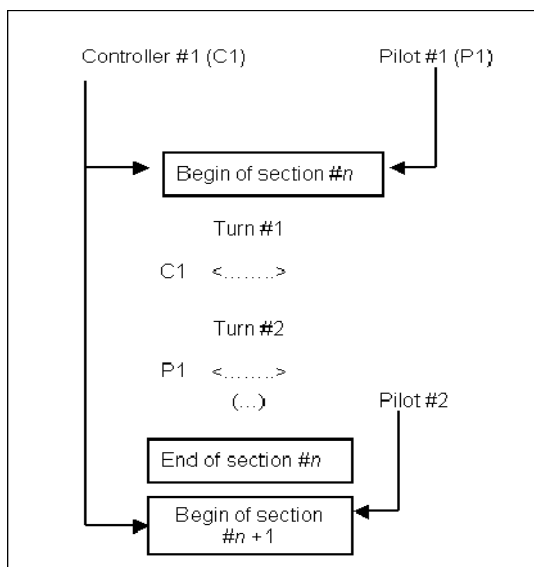 Controller #1 (C1) Pilot #1 (P1)
Begin of section #n
Turn #1
C1 <........>
Turn #2
P1 <........>
(...)
Pilot #2
End of section #n
Begin of section
#n +1